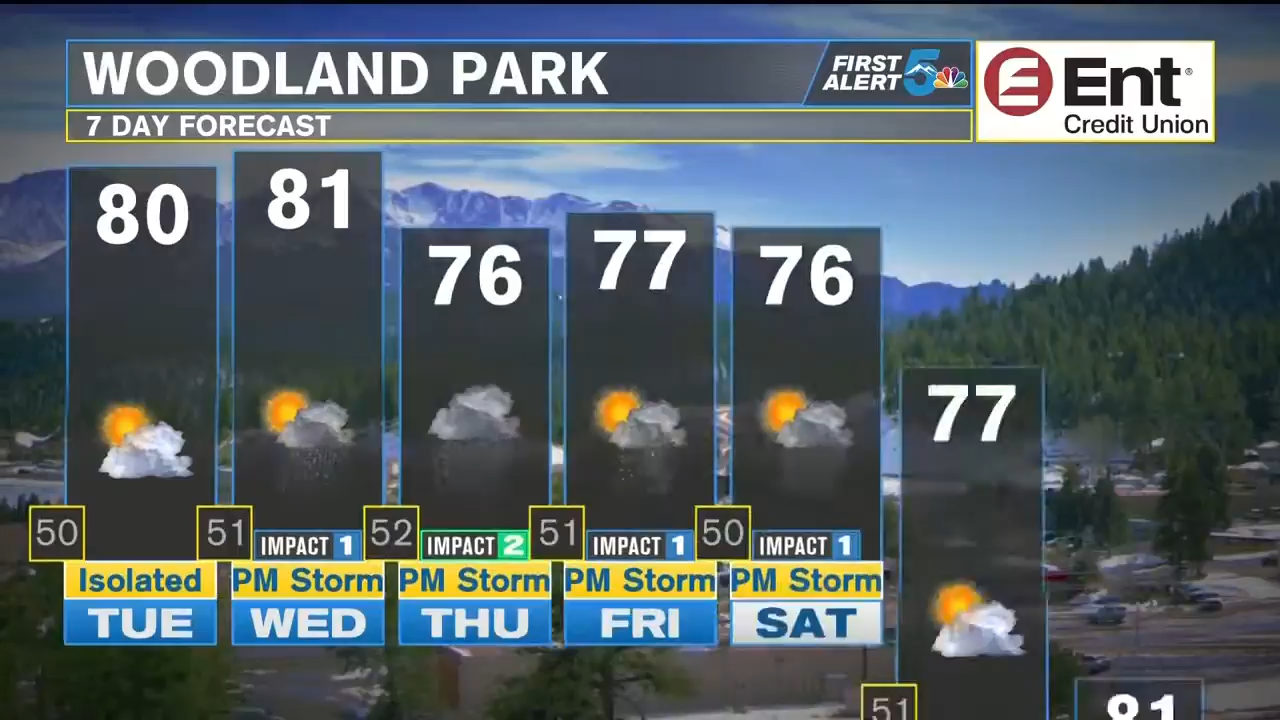 WOODLAND PARK
FIRST
ALERT 5
Ent
Credit Union
7 DAY FORECAST
80
81
76
77
76
77
50
51
52
51
50
IMPACT 1
IMPACT 2
IMPACT 1
IMPACT 1
Isolated
PM Storm
PM Storm
PM Storm
PM Storm
TUE
WED
THU
FRI
SAT
51
81